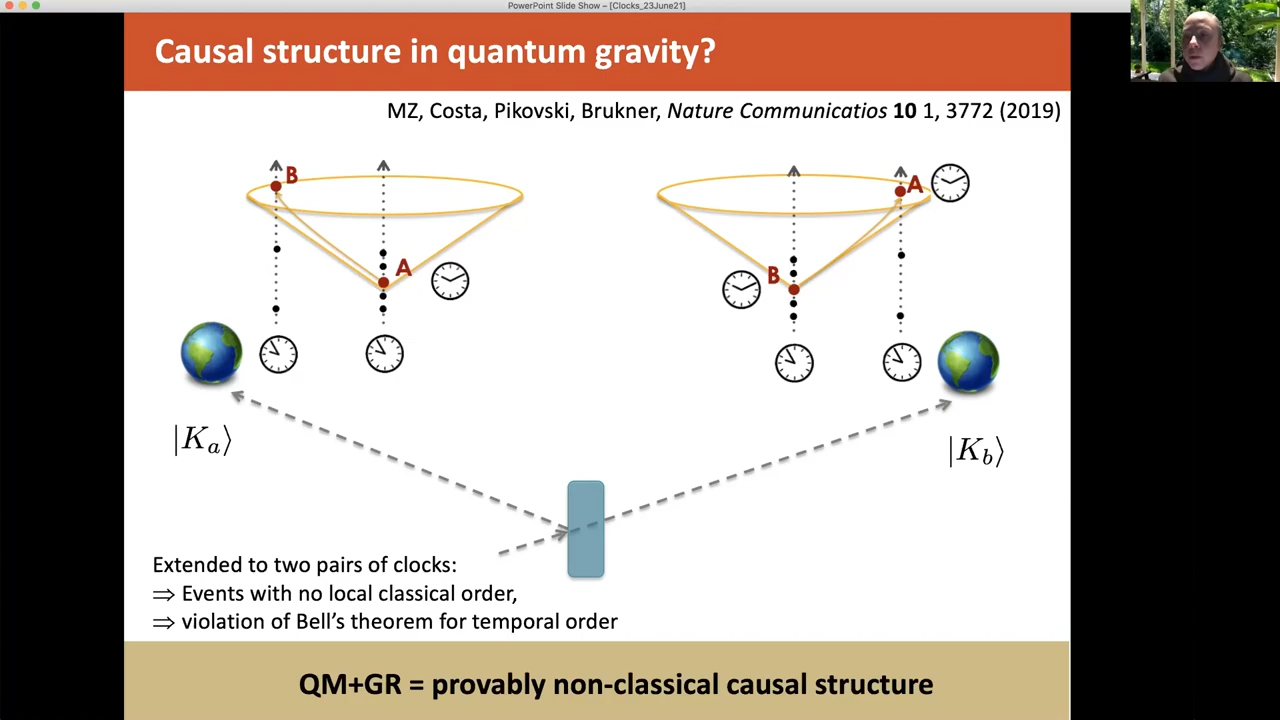 PowerPoint Slide Show – [Clocks_23June21]
Causal structure in quantum gravity?
MZ, Costa, Pikovski, Brukner, Nature Communicatios 10 1, 3772 (2019)
B
A
A
B
|K_a⟩
|K_b⟩
Extended to two pairs of clocks:
⇒ Events with no local classical order,
⇒ violation of Bell’s theorem for temporal order
QM+GR = provably non-classical causal structure